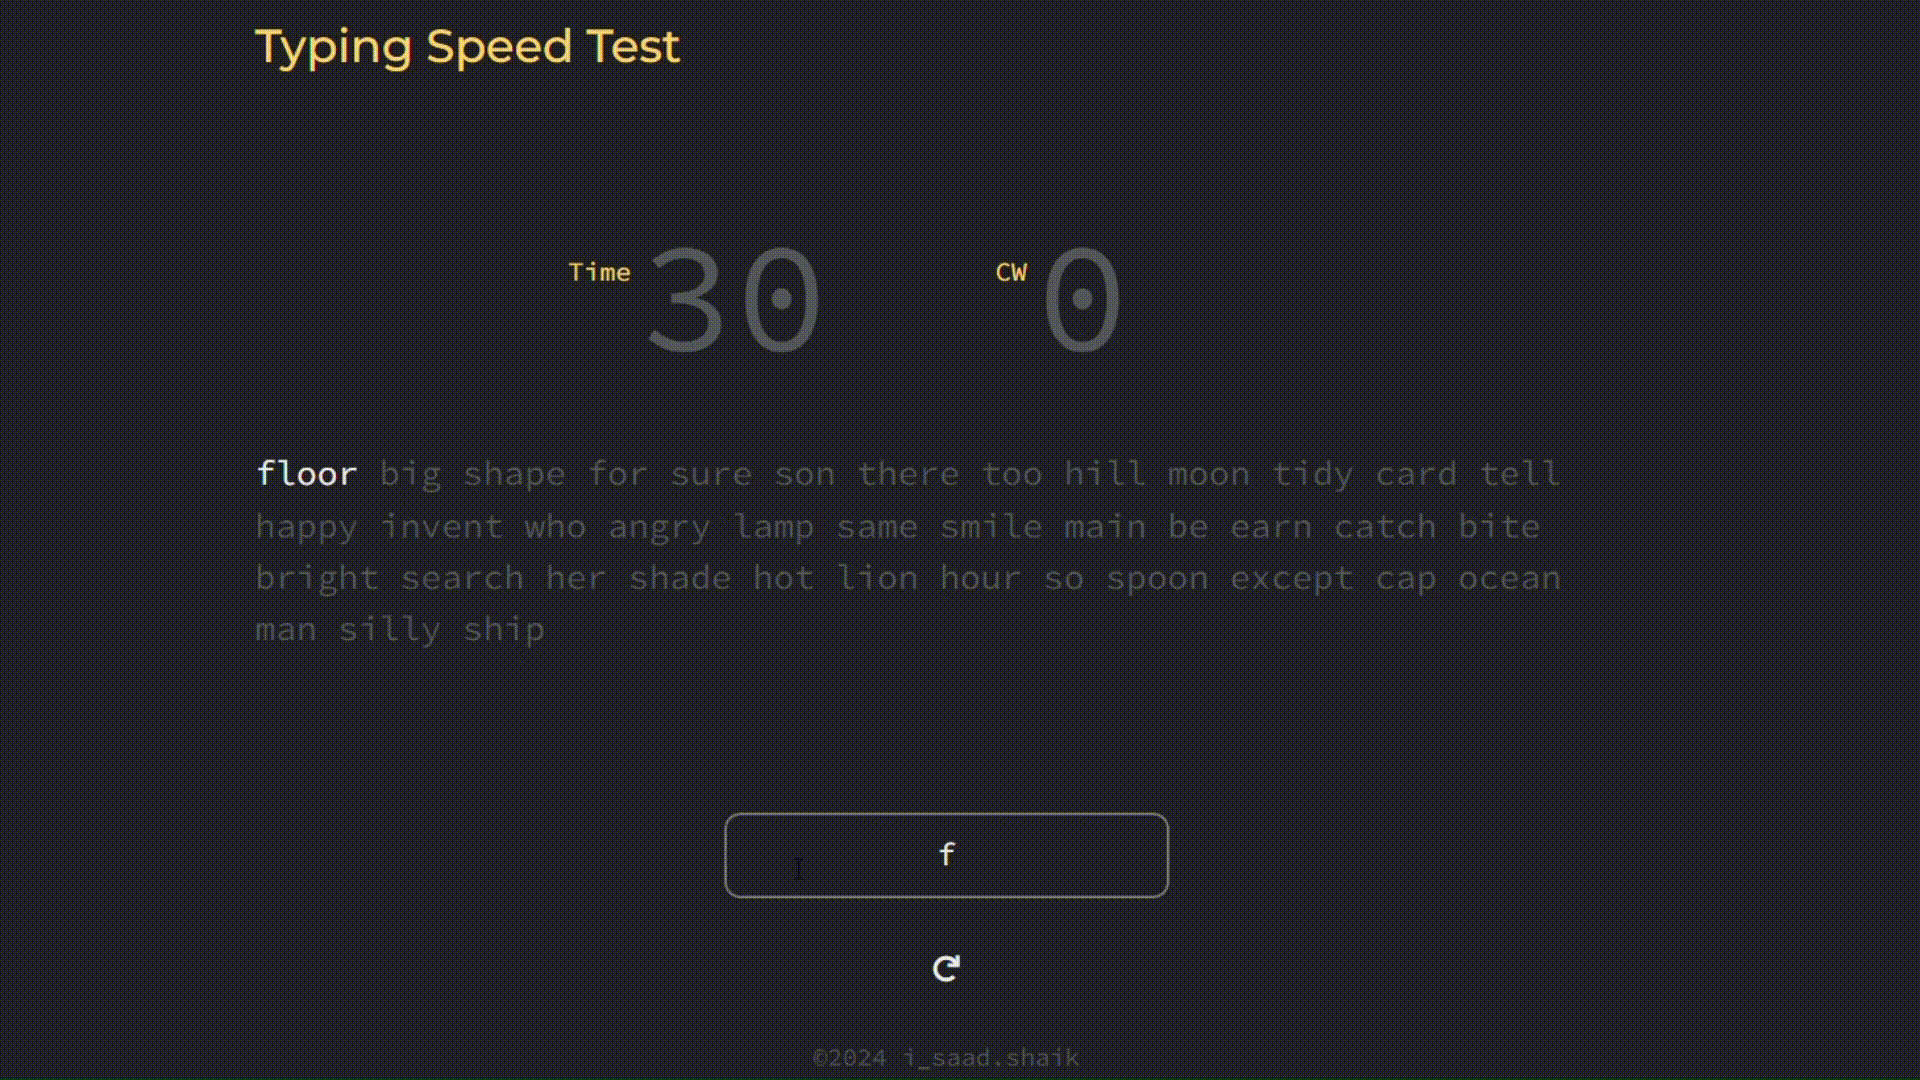 Typing Speed Test
Time 30 CW 0
floor big shape for sure son there too hill moon tidy card tell
happy invent who angry lamp same smile main be earn catch bite
bright search her shade hot lion hour so spoon except cap ocean
man silly ship
f
©2024 i_saad.shaik